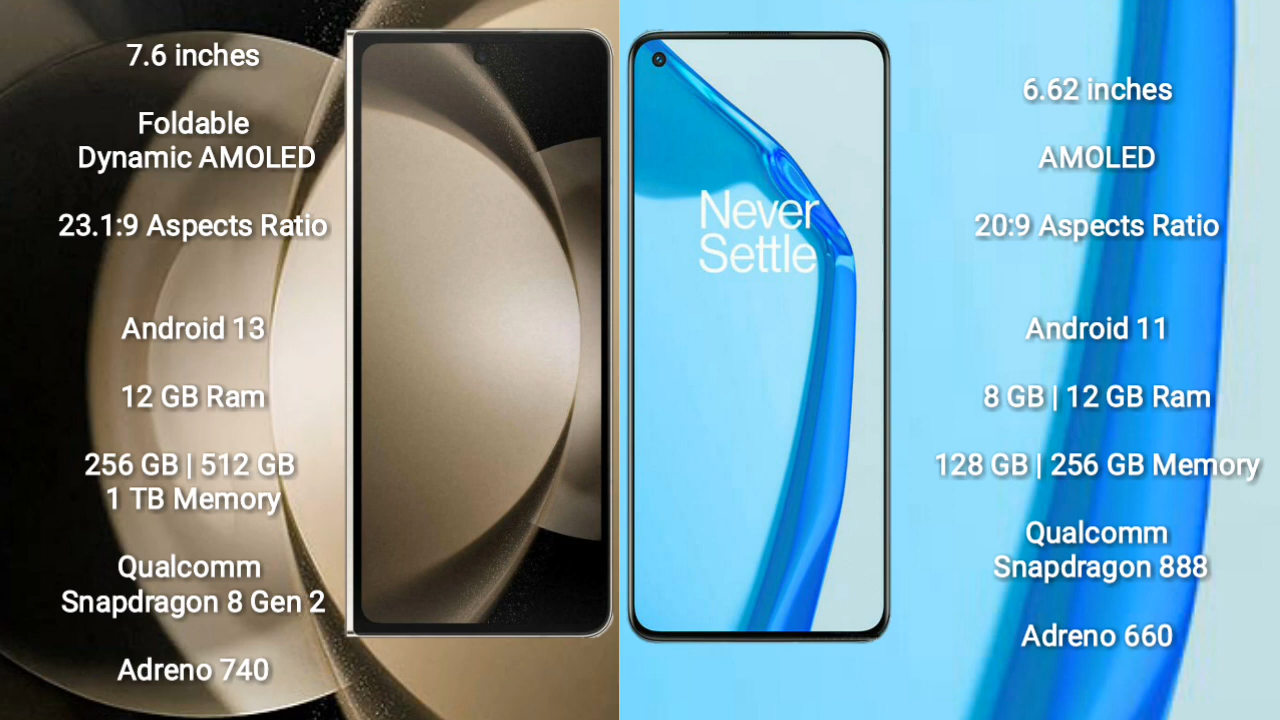 7.6 inches
Foldable
Dynamic AMOLED
23.1:9 Aspects Ratio
Android 13
12 GB Ram
256 GB | 512 GB
1 TB Memory
Qualcomm
Snapdragon 8 Gen 2
Adreno 740
Never
Settle
6.62 inches
AMOLED
20:9 Aspects Ratio
Android 11
8 GB | 12 GB Ram
128 GB | 256 GB Memory
Qualcomm
Snapdragon 888
Adreno 660